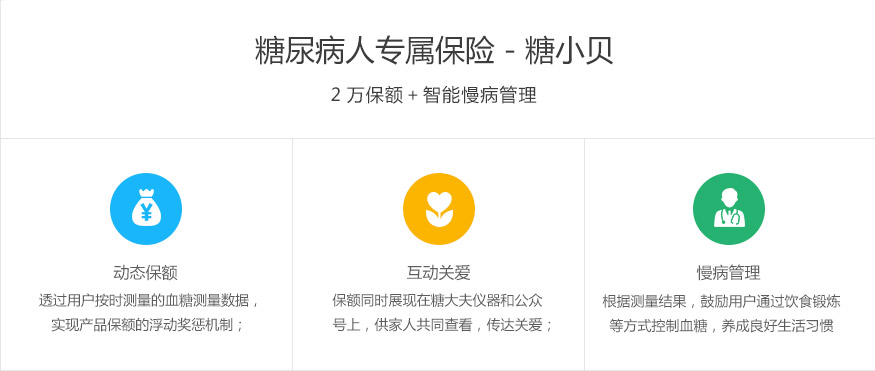 糖尿病人专属保险 - 糖小贝
2 万保额 + 智能慢病管理
¥
动态保额
透过用户按时测量的血糖测量数据，
实现产品保额的浮动奖惩机制；
互动关爱
保额同时展现在糖大夫仪器和公众
号上，供家人共同查看，传达关爱；
慢病管理
根据测量结果，鼓励用户通过饮食锻炼
等方式控制血糖，养成良好生活习惯